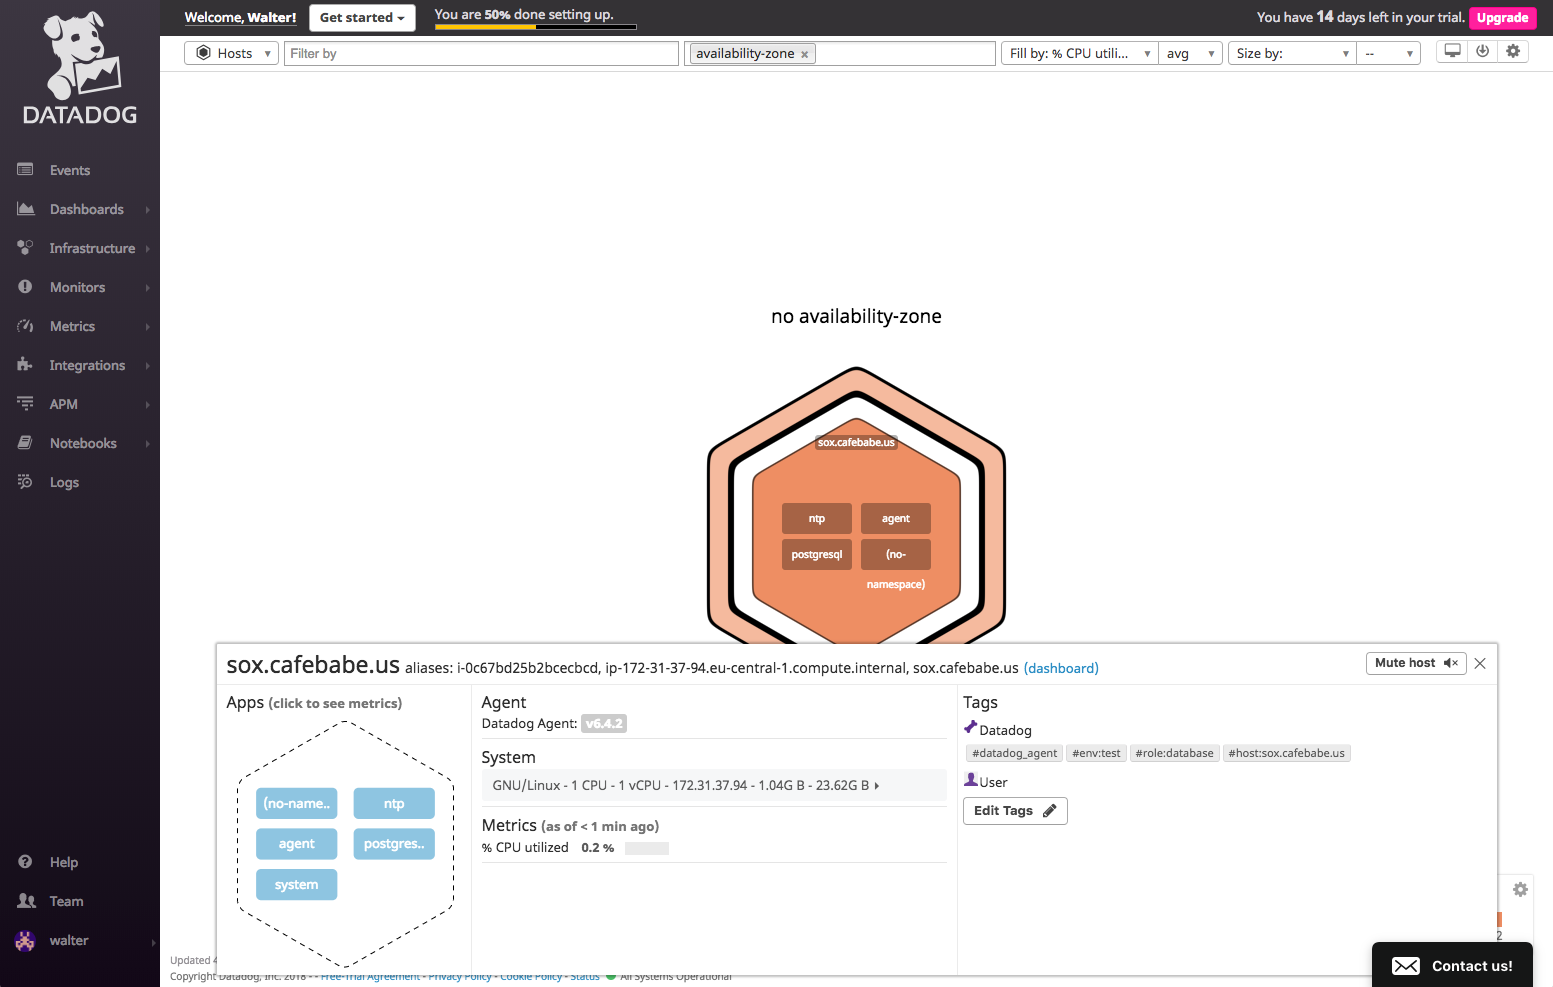 DATADOG
Events
Dashboards
Infrastructure
Monitors
Metrics
Integrations
APM
Notebooks
Logs
Help
Team
walter
Welcome, Walter!
Get started
You are 50% done setting up.
You have 14 days left in your trial.
Upgrade
Hosts
Filter by
availability-zone ×
Fill by: % CPU utili...
avg
Size by:
--
no availability-zone
sox.cafebabe.us
ntp
agent
postgresql
(no-
namespace)
sox.cafebabe.us aliases: i-0c67bd25b2bcecbcd, ip-172-31-37-94.eu-central-1.compute.internal, sox.cafebabe.us (dashboard)
Mute host
Apps (click to see metrics)
(no-name..
ntp
agent
postgres..
system
Agent
Datadog Agent: v6.4.2
System
GNU/Linux - 1 CPU - 1 vCPU - 172.31.37.94 - 1.04G B - 23.62G B
Metrics (as of < 1 min ago)
% CPU utilized 0.2 %
Tags
Datadog
#datadog_agent #env:test #role:database #host:sox.cafebabe.us
User
Edit Tags
2
Updated 4
Copyright Datadog, Inc. 2018 - - Free-Trial Agreement - Privacy Policy - Cookie Policy - Status All Systems Operational
Contact us!